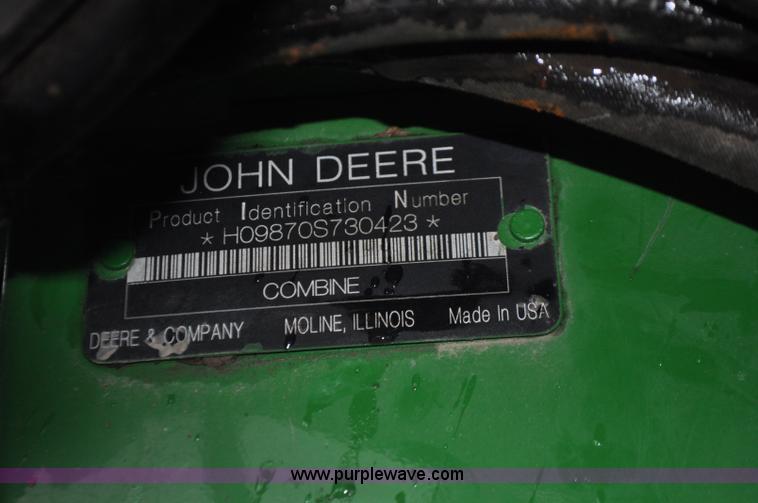 JOHN DEERE
Product Identification Number
* H09870S730423 *
COMBINE
DEERE & COMPANY MOLINE, ILLINOIS Made In USA
www.purplewave.com